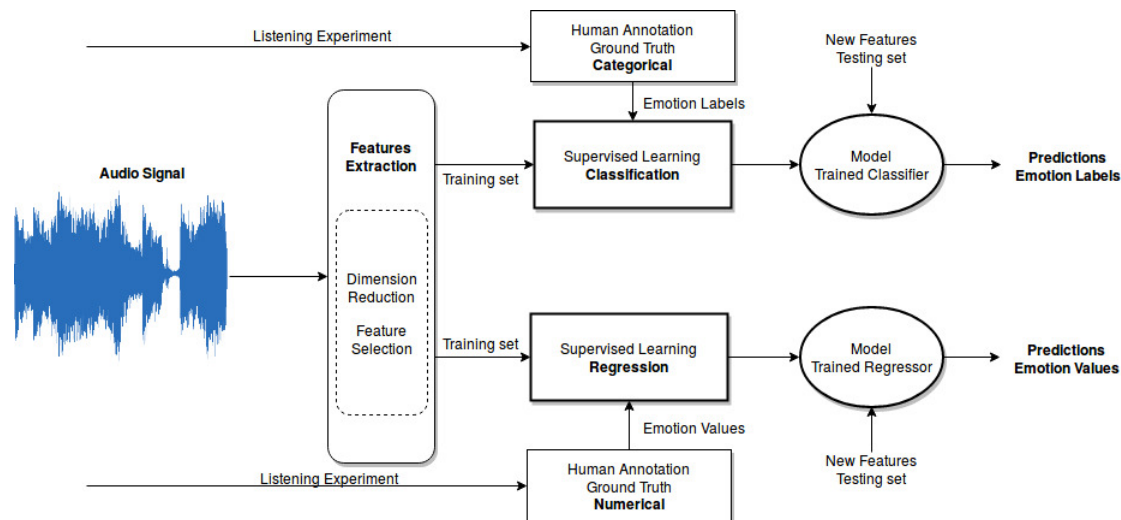 Listening Experiment
Human Annotation
Ground Truth
Categorical
New Features
Testing set
Emotion Labels
Audio Signal
Features
Extraction
Training set
Supervised Learning
Classification
Model
Trained Classifier
Predictions
Emotion Labels
Dimension
Reduction
Feature
Selection
Training set
Supervised Learning
Regression
Model
Trained Regressor
Predictions
Emotion Values
Emotion Values
Listening Experiment
Human Annotation
Ground Truth
Numerical
New Features
Testing set